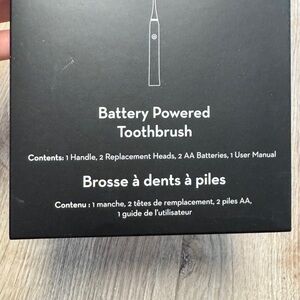 Battery Powered
Toothbrush
Contents: 1 Handle, 2 Replacement Heads, 2 AA Batteries, 1 User Manual
Brosse à dents à piles
Contenu : 1 manche, 2 têtes de remplacement, 2 piles AA,
1 guide de l'utilisateur